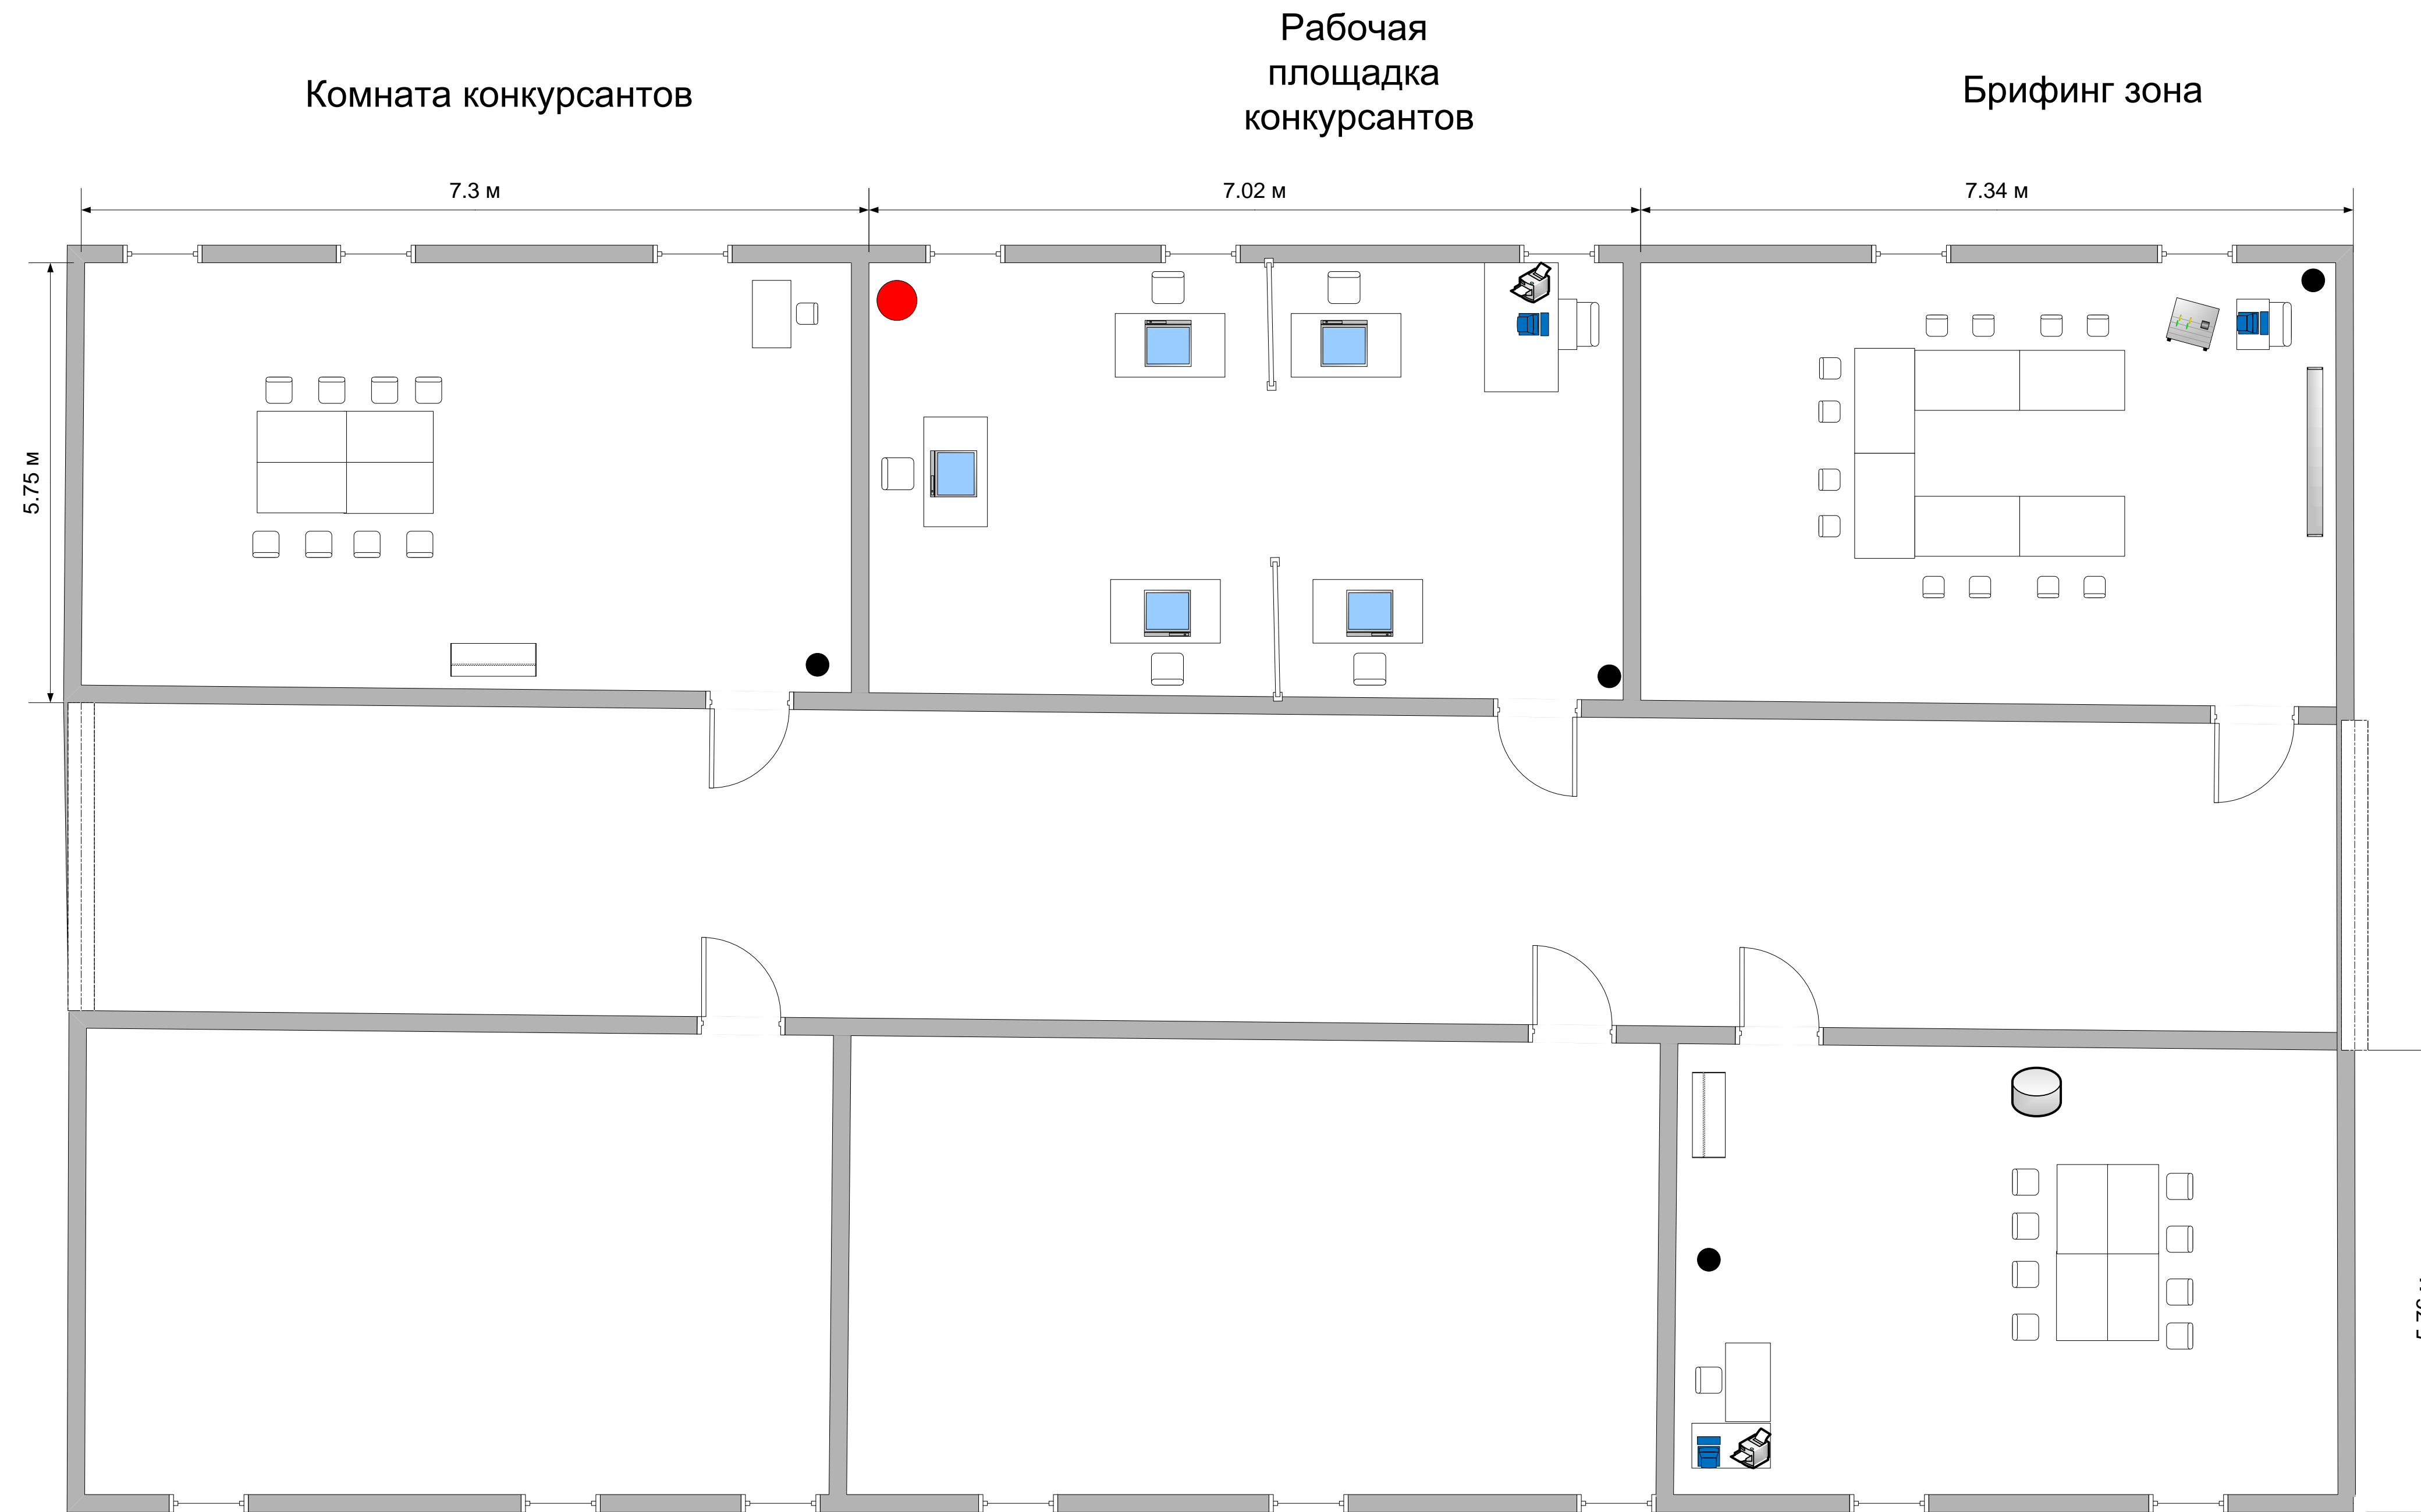 Рабочая
площадка
конкурсантов
Комната конкурсантов
Брифинг зона
7.3 м
7.02 м
7.34 м
5.75 м